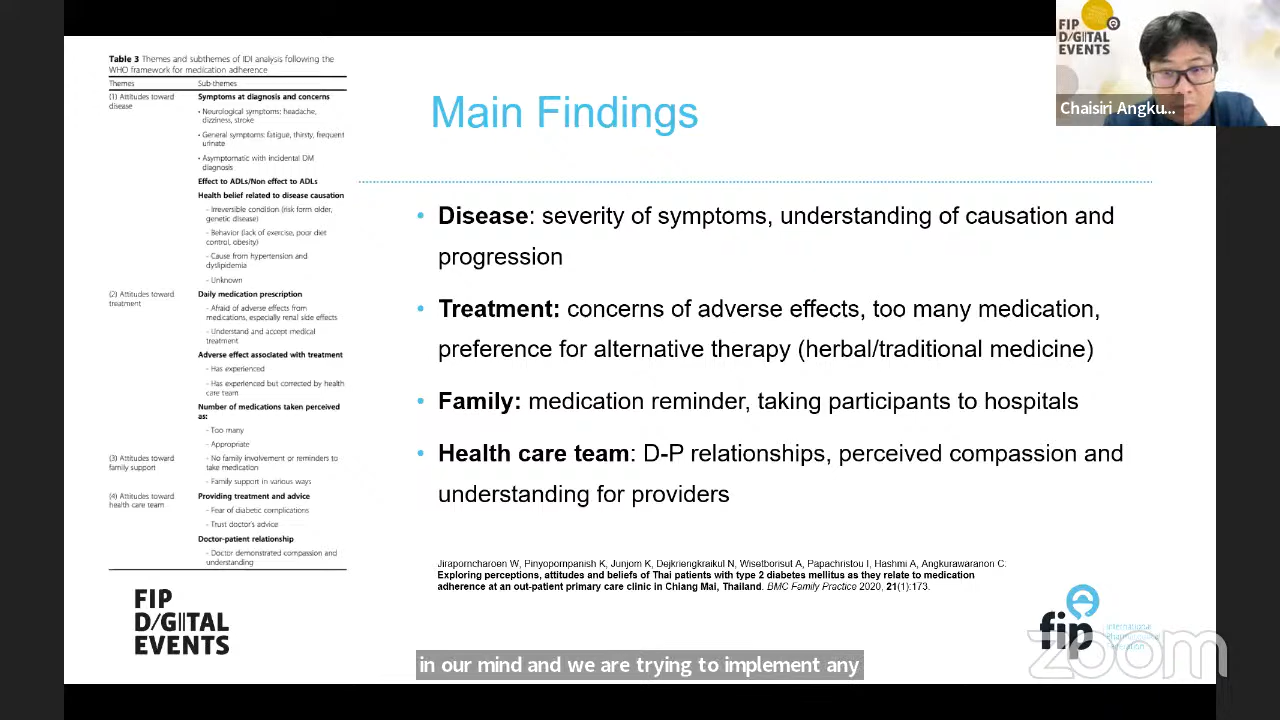 Table 3 Themes and subthemes of IDI analysis following the
WHO framework for medication adherence
Themes Sub-themes
(1) Attitudes toward
disease
Symptoms at diagnosis and concerns
• Neurological symptoms: headache,
dizziness, stroke
• General symptoms: fatigue, thirsty, frequent
urinate
• Asymptomatic with incidental DM
diagnosis
Effect to ADLs/Non effect to ADLs
Health belief related to disease causation
- Irreversible condition (risk form older,
genetic disease)
- Behavior (lack of exercise, poor diet
control, obesity)
- Cause from hypertension and
dyslipidemia
- Unknown
(2) Attitudes toward
treatment
Daily medication prescription
- Afraid of adverse effects from
medications, especially renal side effects
- Understand and accept medical
treatment
Adverse effect associated with treatment
- Has experienced
- Has experienced but corrected by health
care team
Number of medications taken perceived
as:
- Too many
- Appropriate
(3) Attitudes toward
family support
- No family involvement or reminders to
take medication
- Family support in various ways
(4) Attitudes toward
health care team
Providing treatment and advice
- Fear of diabetic complications
- Trust doctor's advice
Doctor-patient relationship
- Doctor demonstrated compassion and
understanding
Main Findings
• Disease: severity of symptoms, understanding of causation and
progression
• Treatment: concerns of adverse effects, too many medication,
preference for alternative therapy (herbal/traditional medicine)
• Family: medication reminder, taking participants to hospitals
• Health care team: D-P relationships, perceived compassion and
understanding for providers
Jiraporncharoen W, Pinyopornpanish K, Junjom K, Dejkriengkraikul N, Wisetborisut A, Papachristou I, Hashmi A, Angkurawaranon C.
Exploring perceptions, attitudes and beliefs of Thai patients with type 2 diabetes mellitus as they relate to medication
adherence at an out-patient primary care clinic in Chiang Mai, Thailand. BMC Family Practice 2020, 21(1):173.
FIP
D/GITAL
EVENTS
Chaisiri Angku...
FIP
D/GITAL
EVENTS
fip
International
Pharmaceutical
Federation
zoom
in our mind and we are trying to implement any